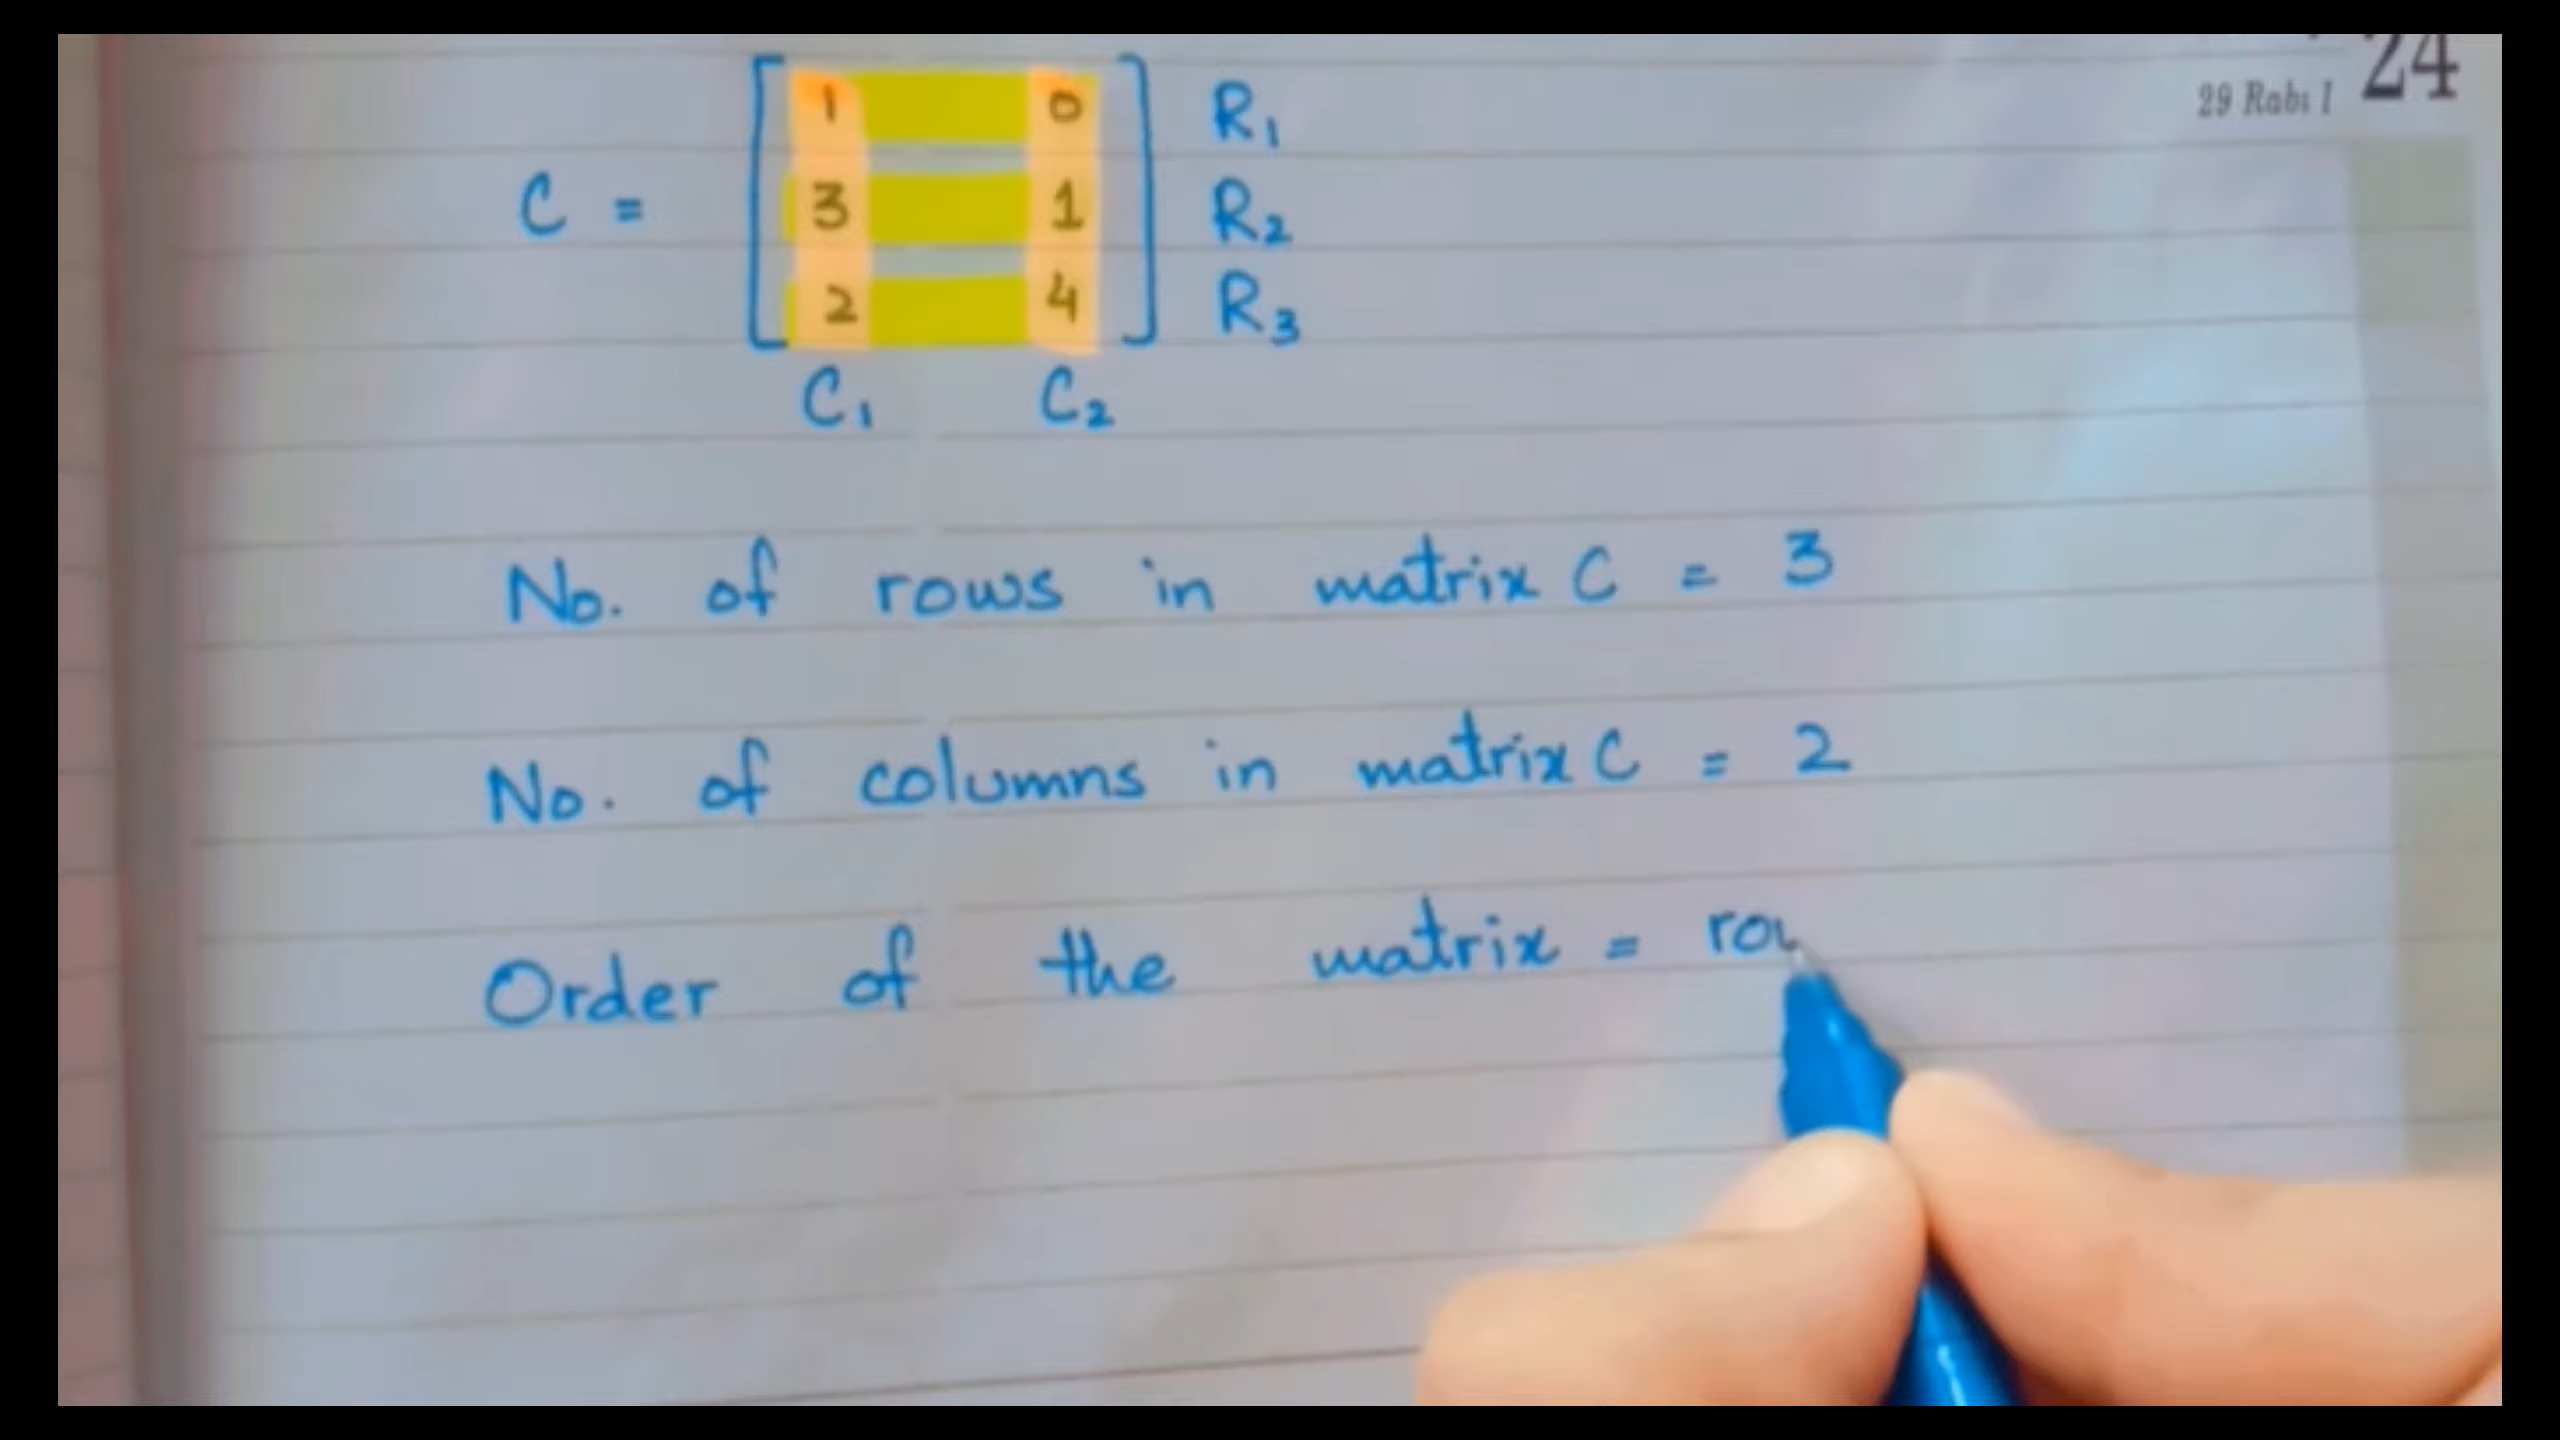 24
29 Rabi I
1 0 R1
C = 3 1 R2
2 4 R3
C1 C2
No. of rows in matrix C = 3
No. of columns in matrix C = 2
Order of the matrix = row